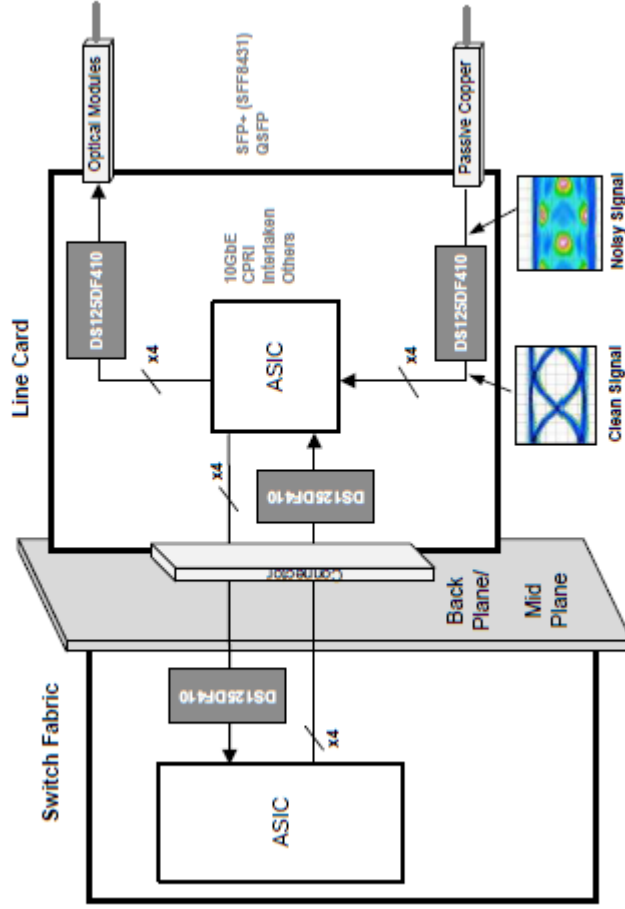 Switch Fabric
Line Card
ASIC
DS125DF410
x4
Back
Plane/
Mid
Plane
Connector
x4
DS125DF410
ASIC
x4
DS125DF410
Optical Modules
10GbE
CPRI
Interlaken
Others
SFP+ (SFF8431)
QSFP
x4
DS125DF410
Passive Copper
Clean Signal
Noisy Signal